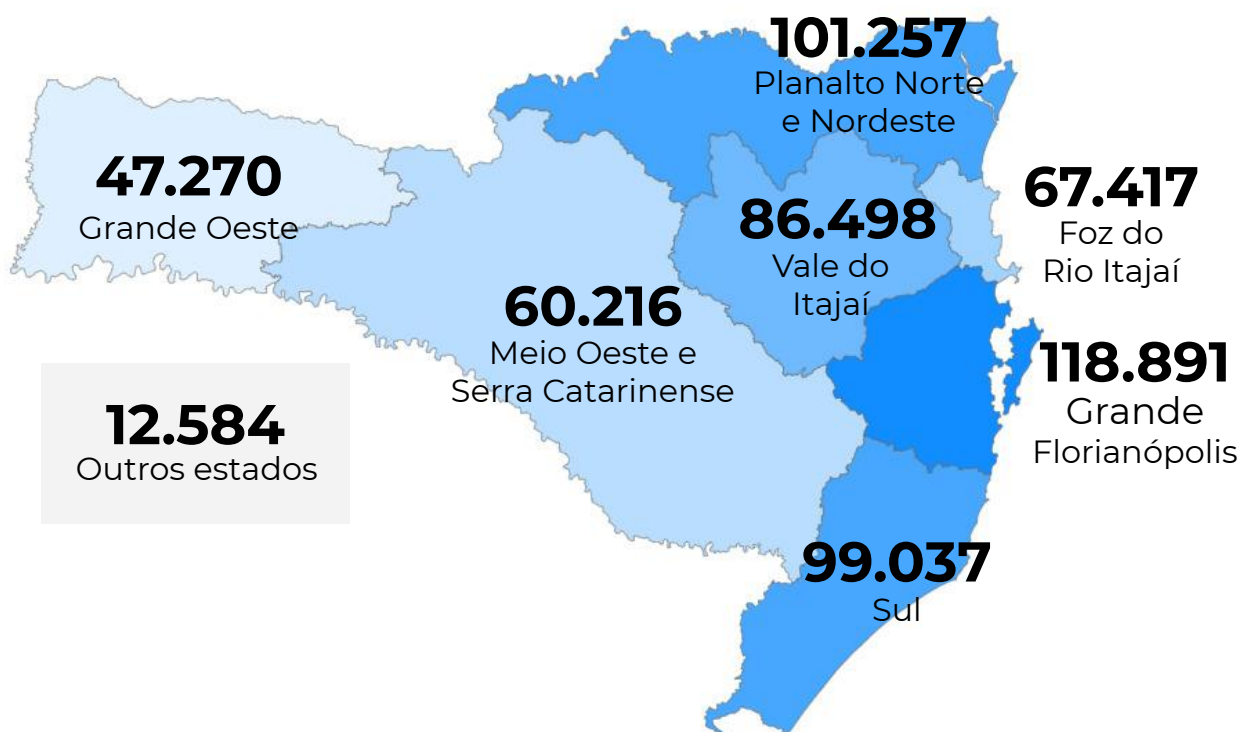 101.257
Planalto Norte
e Nordeste
47.270
Grande Oeste
67.417
Foz do
Rio Itajaí
86.498
Vale do
Itajaí
60.216
Meio Oeste e
Serra Catarinense
118.891
Grande
Florianópolis
12.584
Outros estados
99.037
Sul